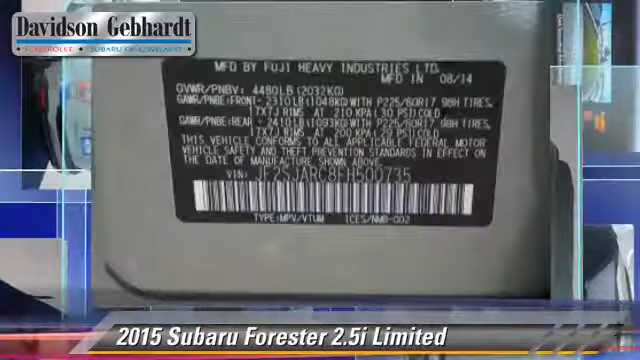 Davidson Gebhardt
CHEVROLET SUBARU OF LOVELAND
MFD BY FUJI HEAVY INDUSTRIES LTD.
MFD IN 08/14
GVWR/PNBV: 4480LB(2032KG)
GAWR/PNBE:FRONT-2310LB(1048KG)WITH P225/60R17 98H TIRES,
17X7J RIMS AT 210 KPA(30 PSI)COLD
GAWR/PNBE:REAR -2410LB(1093KG)WITH P225/60R17 98H TIRES,
17X7J RIMS AT 200 KPA(29 PSI)COLD
THIS VEHICLE CONFORMS TO ALL APPLICABLE FEDERAL MOTOR
VEHICLE SAFETY AND THEFT PREVENTION STANDARDS IN EFFECT ON
THE DATE OF MANUFACTURE SHOWN ABOVE.
VIN: JF2SJARC8FH500735
TYPE:MPV/VTUM ICES/NMB-002
2015 Subaru Forester 2.5i Limited